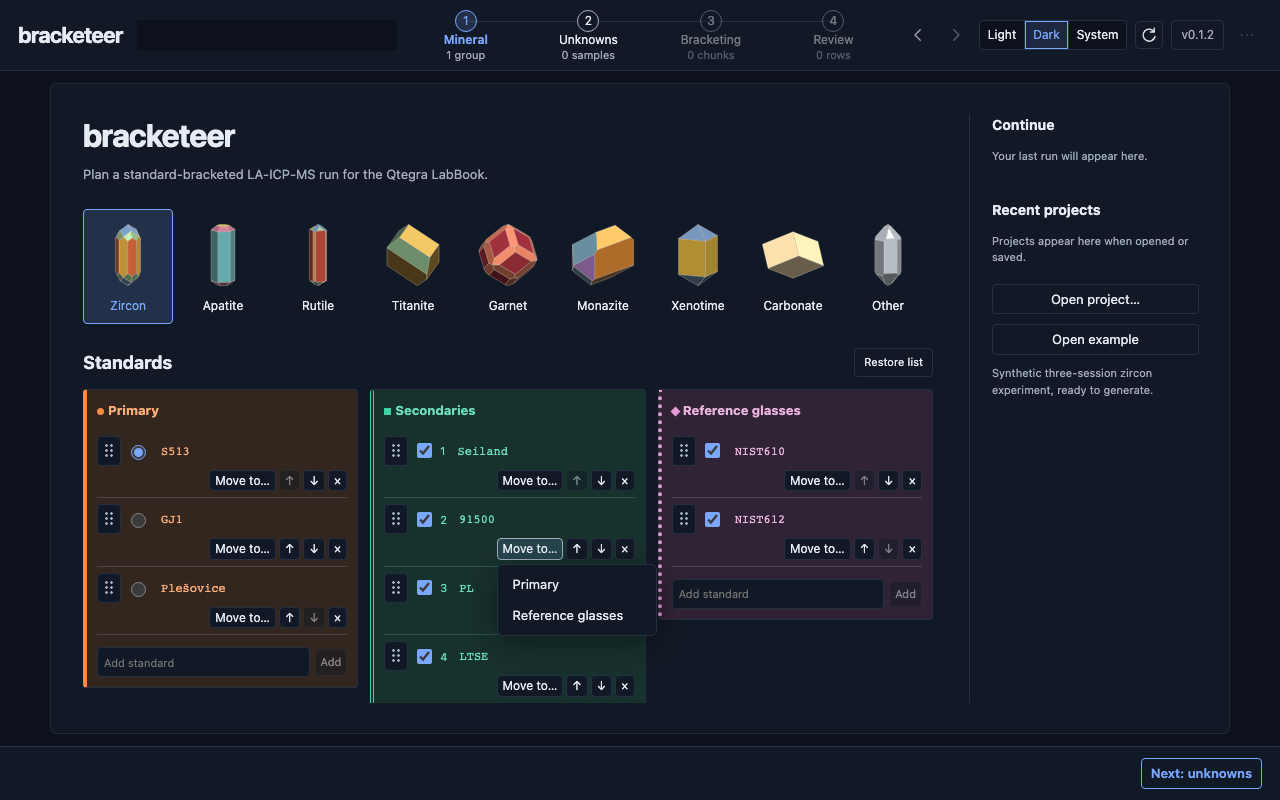 bracketeer
1
Mineral
1 group
2
Unknowns
0 samples
3
Bracketing
0 chunks
4
Review
0 rows
Light Dark System
v0.1.2
...
bracketeer
Plan a standard-bracketed LA-ICP-MS run for the Qtegra LabBook.
Zircon Apatite Rutile Titanite Garnet Monazite Xenotime Carbonate Other
Standards
Restore list
Primary
S513
Move to... ↑ ↓ ×
GJ1
Move to... ↑ ↓ ×
Plešovice
Move to... ↑ ↓ ×
Add standard Add
Secondaries
1 Seiland
Move to... ↑ ↓ ×
2 91500
Move to... ↑ ↓ ×
Primary
Reference glasses
3 PL
4 LTSE
Move to... ↑ ↓ ×
Reference glasses
NIST610
Move to... ↑ ↓ ×
NIST612
Move to... ↑ ↓ ×
Add standard Add
Continue
Your last run will appear here.
Recent projects
Projects appear here when opened or
saved.
Open project...
Open example
Synthetic three-session zircon
experiment, ready to generate.
Next: unknowns